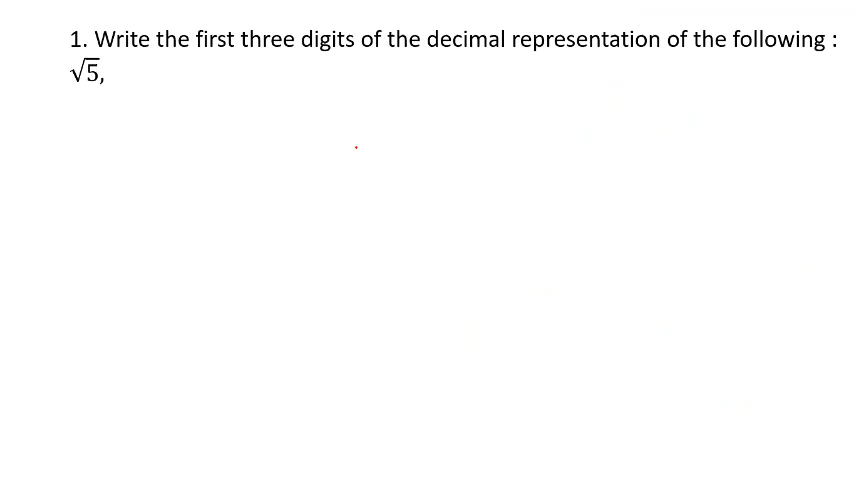 1. Write the first three digits of the decimal representation of the following :
√5,